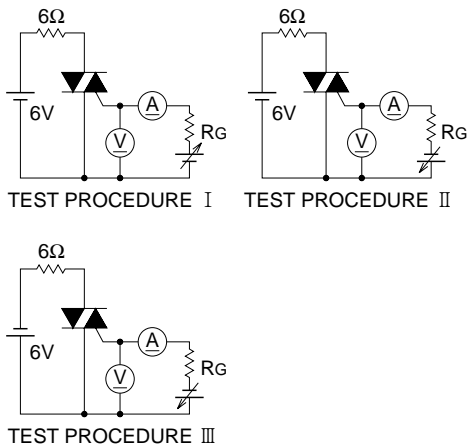 6Ω
6V
A
V
RG
TEST PROCEDURE Ⅰ
6Ω
6V
A
V
RG
TEST PROCEDURE Ⅱ
6Ω
6V
A
V
RG
TEST PROCEDURE Ⅲ